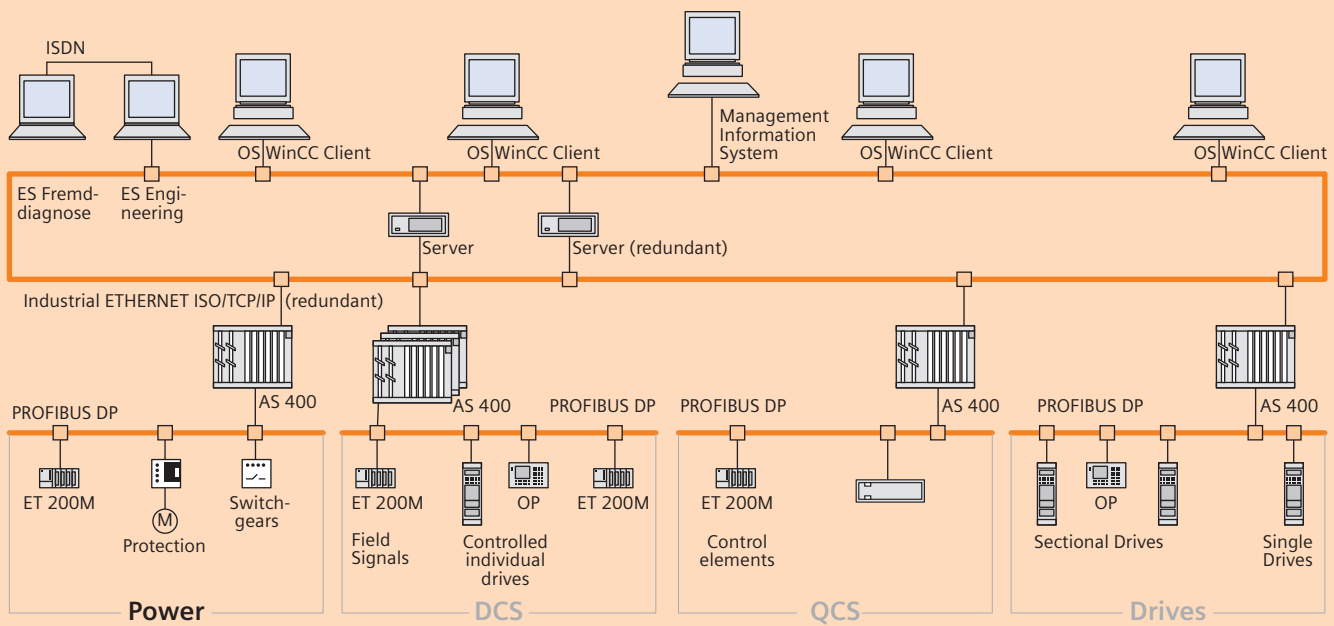 ISDN
OS WinCC Client
OS WinCC Client
Management
Information
System
OS WinCC Client
OS WinCC Client
ES Fremd-
diagnose
ES Engi-
neering
Server
Server (redundant)
Industrial ETHERNET ISO/TCP/IP (redundant)
AS 400
AS 400
AS 400
AS 400
PROFIBUS DP
PROFIBUS DP
PROFIBUS DP
PROFIBUS DP
ET 200M
M
Protection
Switch-
gears
ET 200M
Field
Signals
Controlled
individual
drives
OP
ET 200M
ET 200M
Control
elements
OP
Sectional Drives
Single
Drives
Power
DCS
QCS
Drives